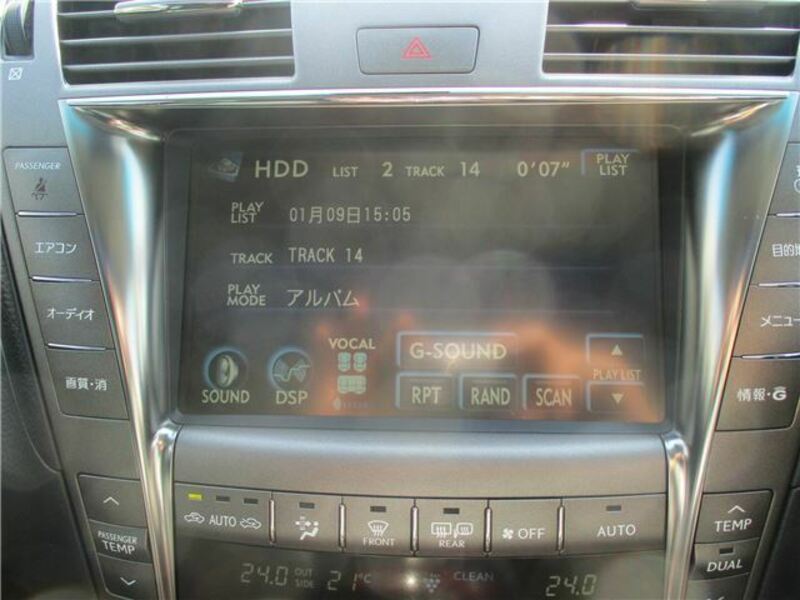 PASSENGER
エアコン
オーディオ
画質・消
HDD LIST 2 TRACK 14 0'07" PLAY LIST
PLAY LIST 01月09日15:05
TRACK TRACK 14
PLAY MODE アルバム
VOCAL
SOUND DSP
G-SOUND
RPT RAND SCAN
PLAY LIST
目的
メニュー
情報・G
PASSENGER TEMP
AUTO
FRONT
REAR
OFF
AUTO
TEMP
DUAL
24.0 OUT SIDE 21°C CLEAN 24.0